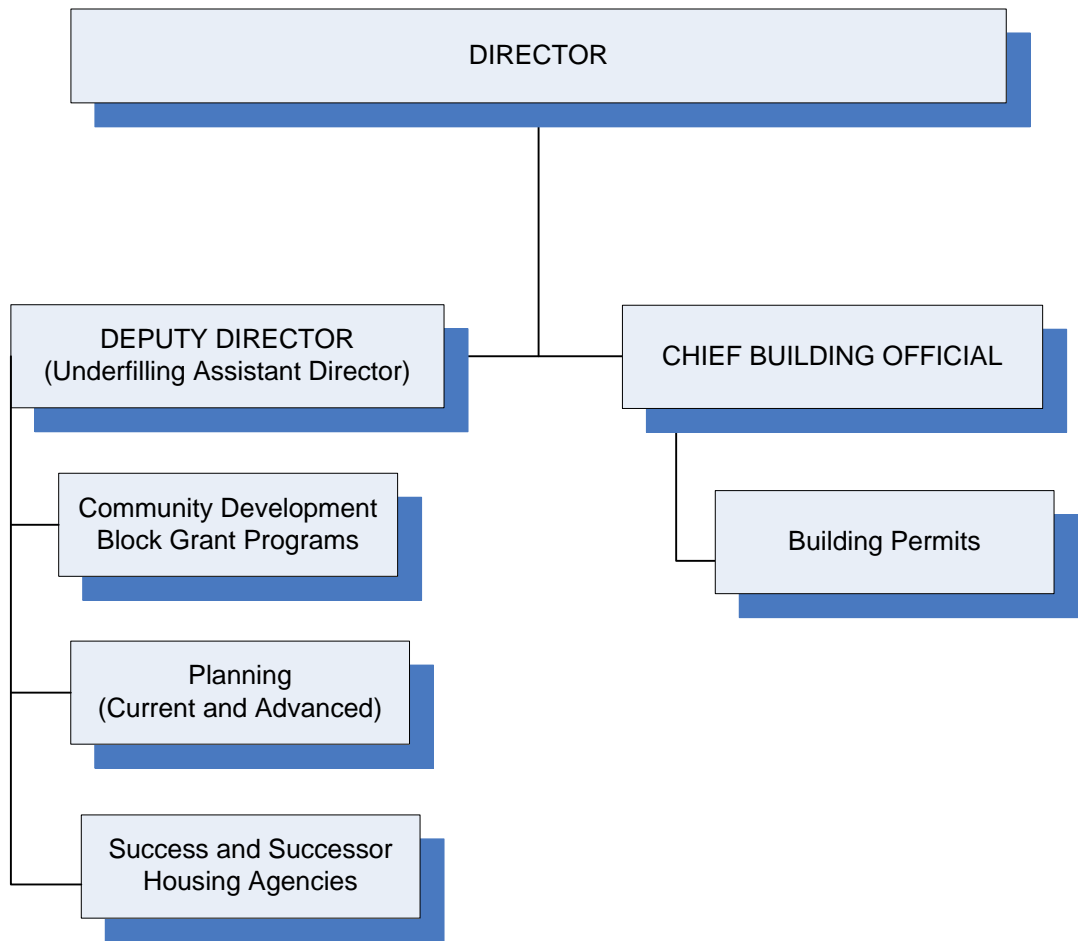 DIRECTOR
DEPUTY DIRECTOR
(Underfilling Assistant Director)
CHIEF BUILDING OFFICIAL
Community Development
Block Grant Programs
Building Permits
Planning
(Current and Advanced)
Success and Successor
Housing Agencies